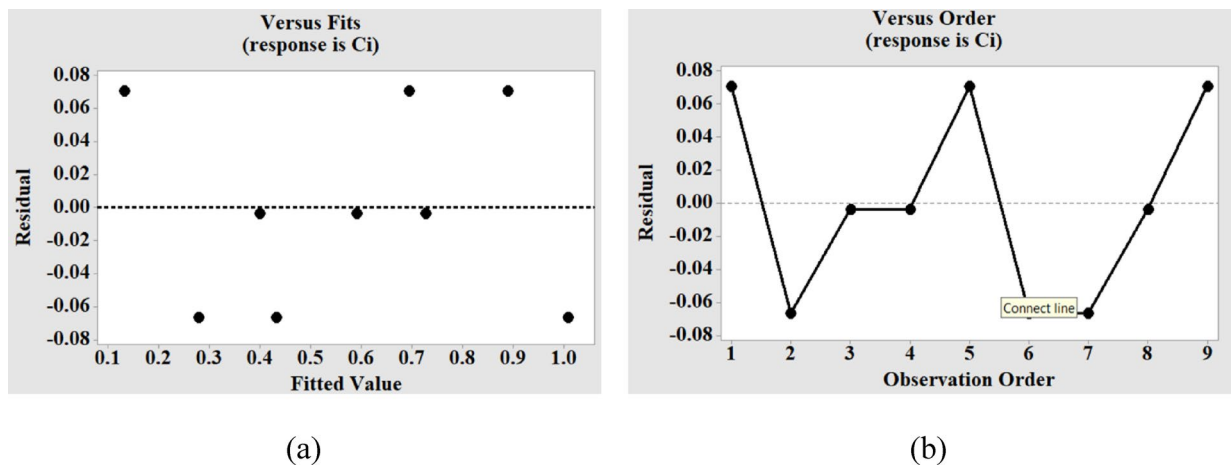 Versus Fits
(response is Ci)
0.08
0.06
0.04
0.02
0.00
-0.02
-0.04
-0.06
-0.08
Residual
0.1 0.2 0.3 0.4 0.5 0.6 0.7 0.8 0.9 1.0
Fitted Value
(a)
Versus Order
(response is Ci)
0.08
0.06
0.04
0.02
0.00
-0.02
-0.04
-0.06
-0.08
Residual
Connect line
1 2 3 4 5 6 7 8 9
Observation Order
(b)